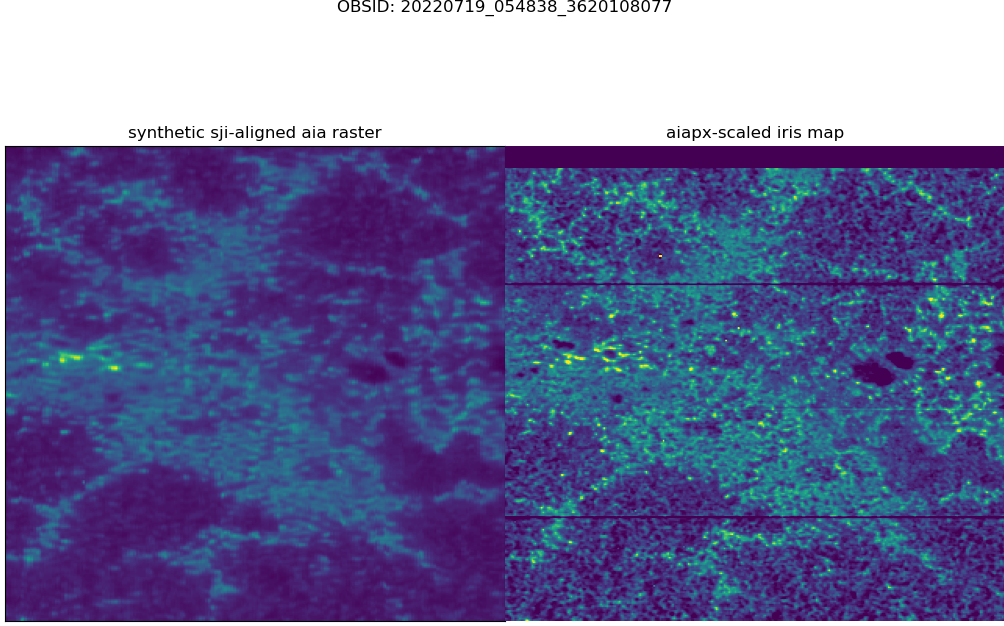 OBSID: 20220719_054838_3620108077
synthetic sji-aligned aia raster
aiapx-scaled iris map